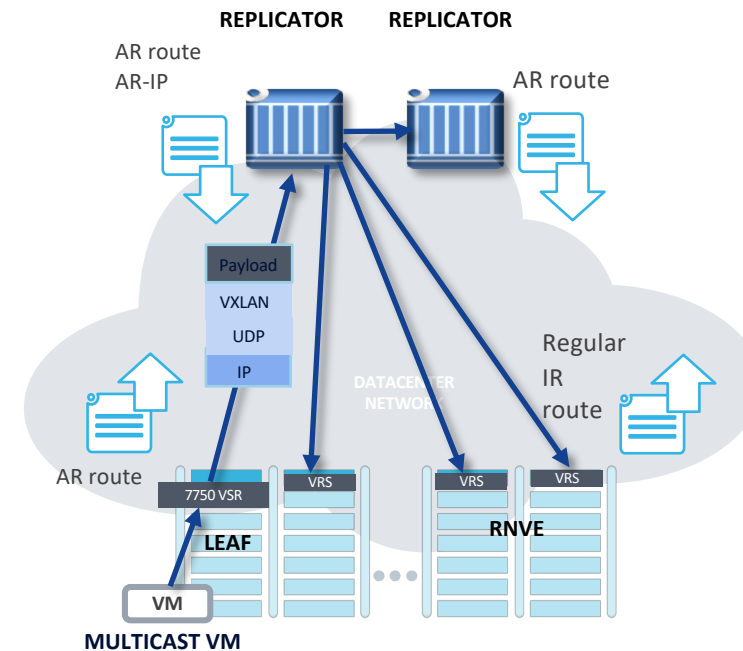 REPLICATOR
REPLICATOR
AR route
AR-IP
AR route
Payload
VXLAN
UDP
IP
DATACENTER
NETWORK
Regular
IR
route
AR route
7750 VSR
VRS
VRS
VRS
LEAF
RNVE
VM
MULTICAST VM